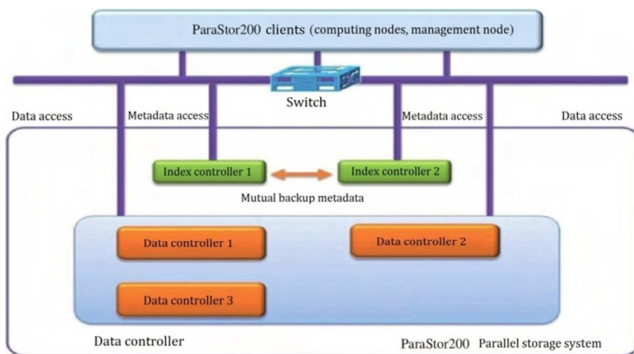 ParaStor200 clients (computing nodes, management node)
Switch
Data access
Metadata access
Metadata access
Data access
Index controller 1
Index controller 2
Mutual backup metadata
Data controller 1
Data controller 2
Data controller 3
Data controller
ParaStor200 Parallel storage system